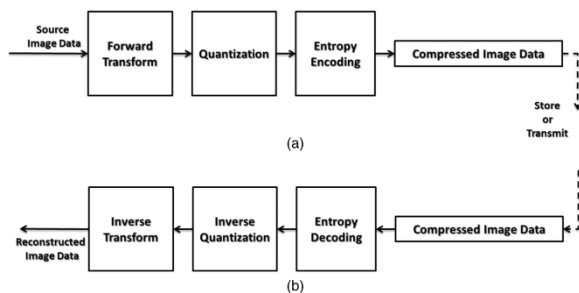 Source
Image Data
Forward
Transform
Quantization
Entropy
Encoding
Compressed Image Data
Store
or
Transmit
(a)
Inverse
Transform
Inverse
Quantization
Entropy
Decoding
Compressed Image Data
Reconstructed
Image Data
(b)